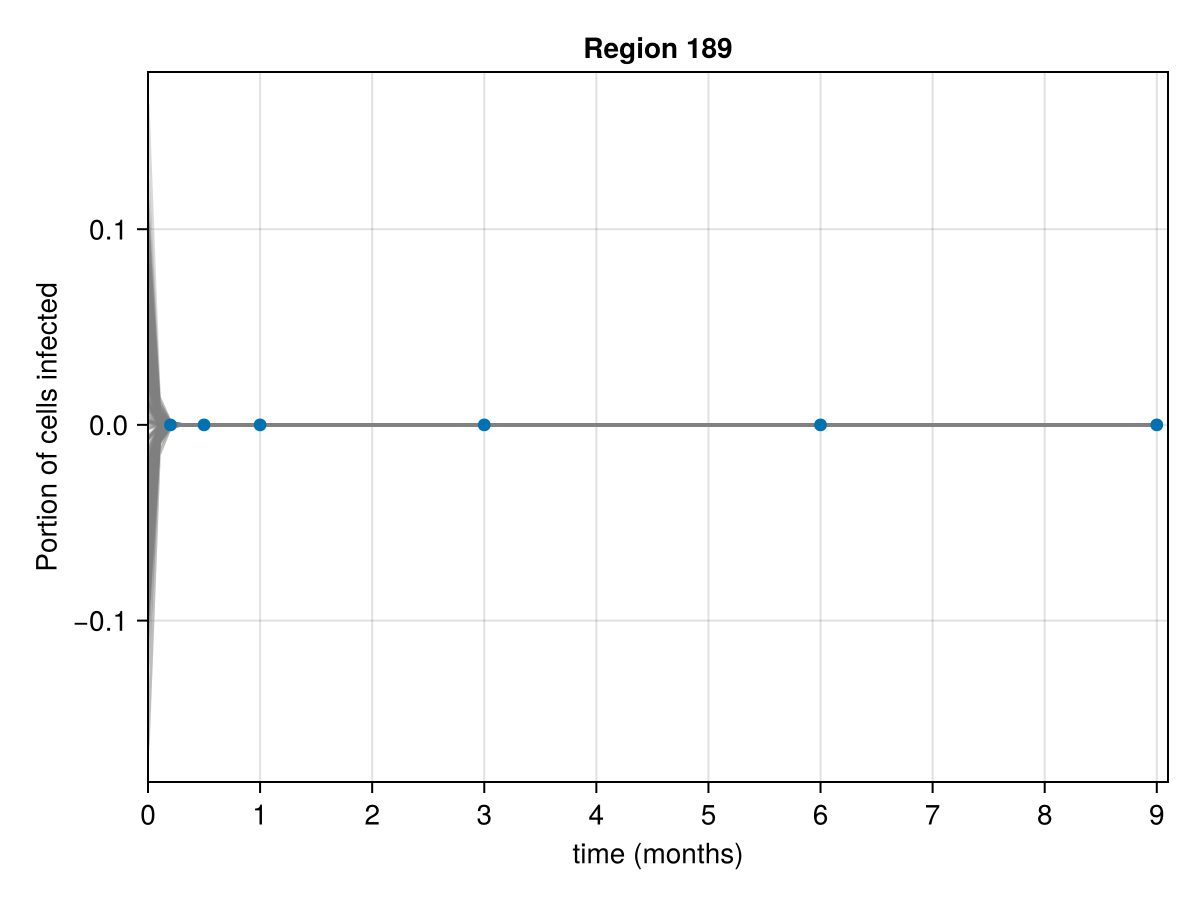 Region 189
Portion of cells infected
0.1
0.0
−0.1
0 1 2 3 4 5 6 7 8 9
time (months)